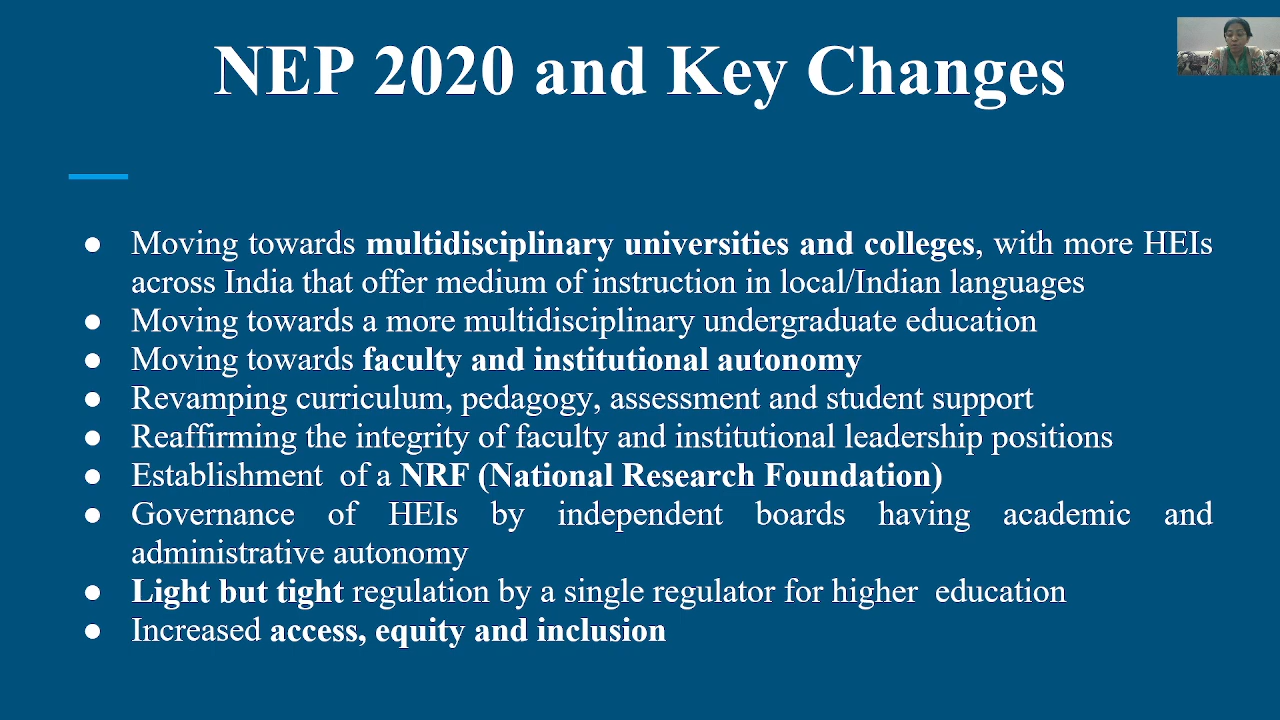 NEP 2020 and Key Changes
● Moving towards multidisciplinary universities and colleges, with more HEIs
across India that offer medium of instruction in local/Indian languages
● Moving towards a more multidisciplinary undergraduate education
● Moving towards faculty and institutional autonomy
● Revamping curriculum, pedagogy, assessment and student support
● Reaffirming the integrity of faculty and institutional leadership positions
● Establishment of a NRF (National Research Foundation)
● Governance of HEIs by independent boards having academic and
administrative autonomy
● Light but tight regulation by a single regulator for higher education
● Increased access, equity and inclusion